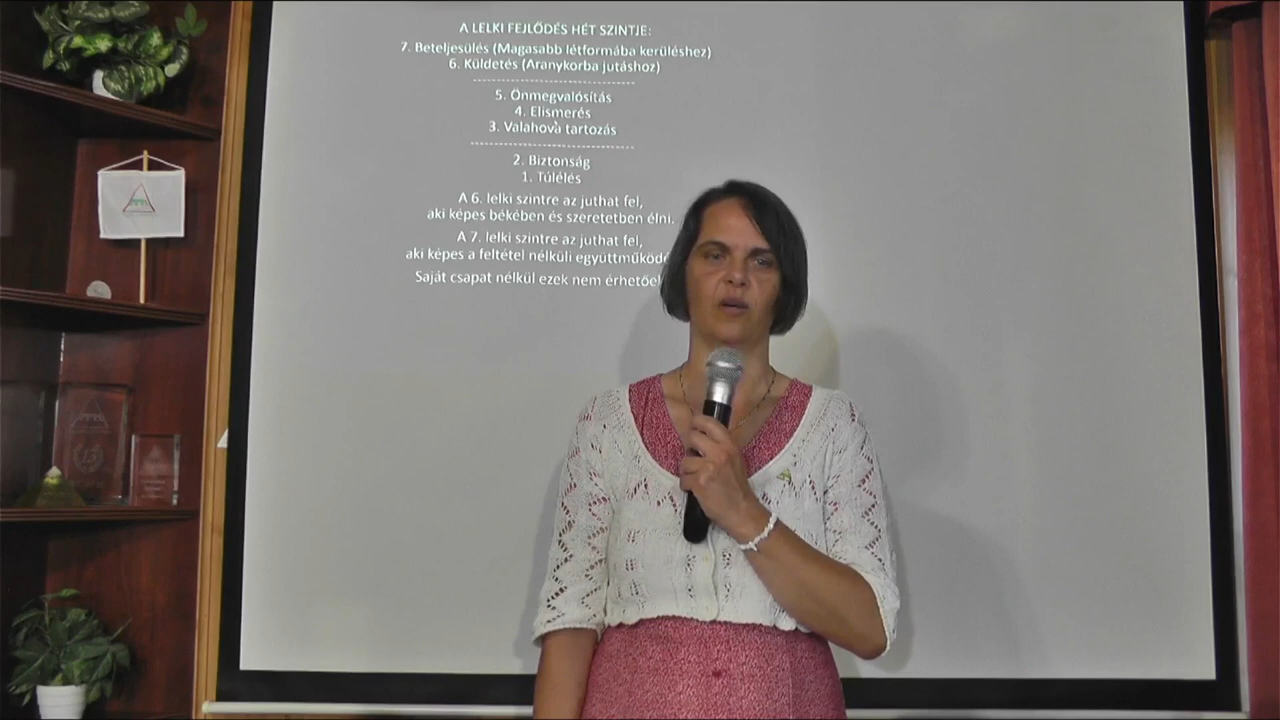 A LELKI FEJLŐDÉS HÉT SZINTJE:
7. Beteljesülés (Magasabb létformába kerüléshez)
6. Küldetés (Aranykorba jutáshoz)
5. Önmegvalósítás
4. Elismerés
3. Valahová tartozás
2. Biztonság
1. Túlélés
A 6. lelki szintre az juthat fel,
aki képes békében és szeretetben élni.
A 7. lelki szintre az juthat fel,
aki képes a feltétel nélküli
Saját csapat nélkül ezek nem
13